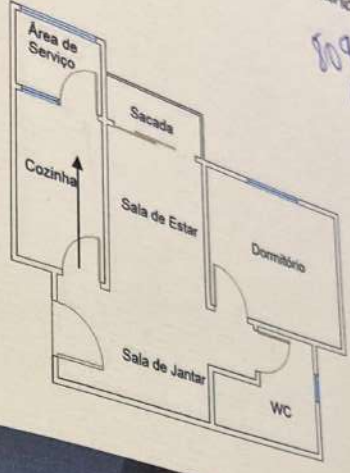 Área de
Serviço
Sacada
Cozinha
Sala de Estar
Dormitório
Sala de Jantar
WC